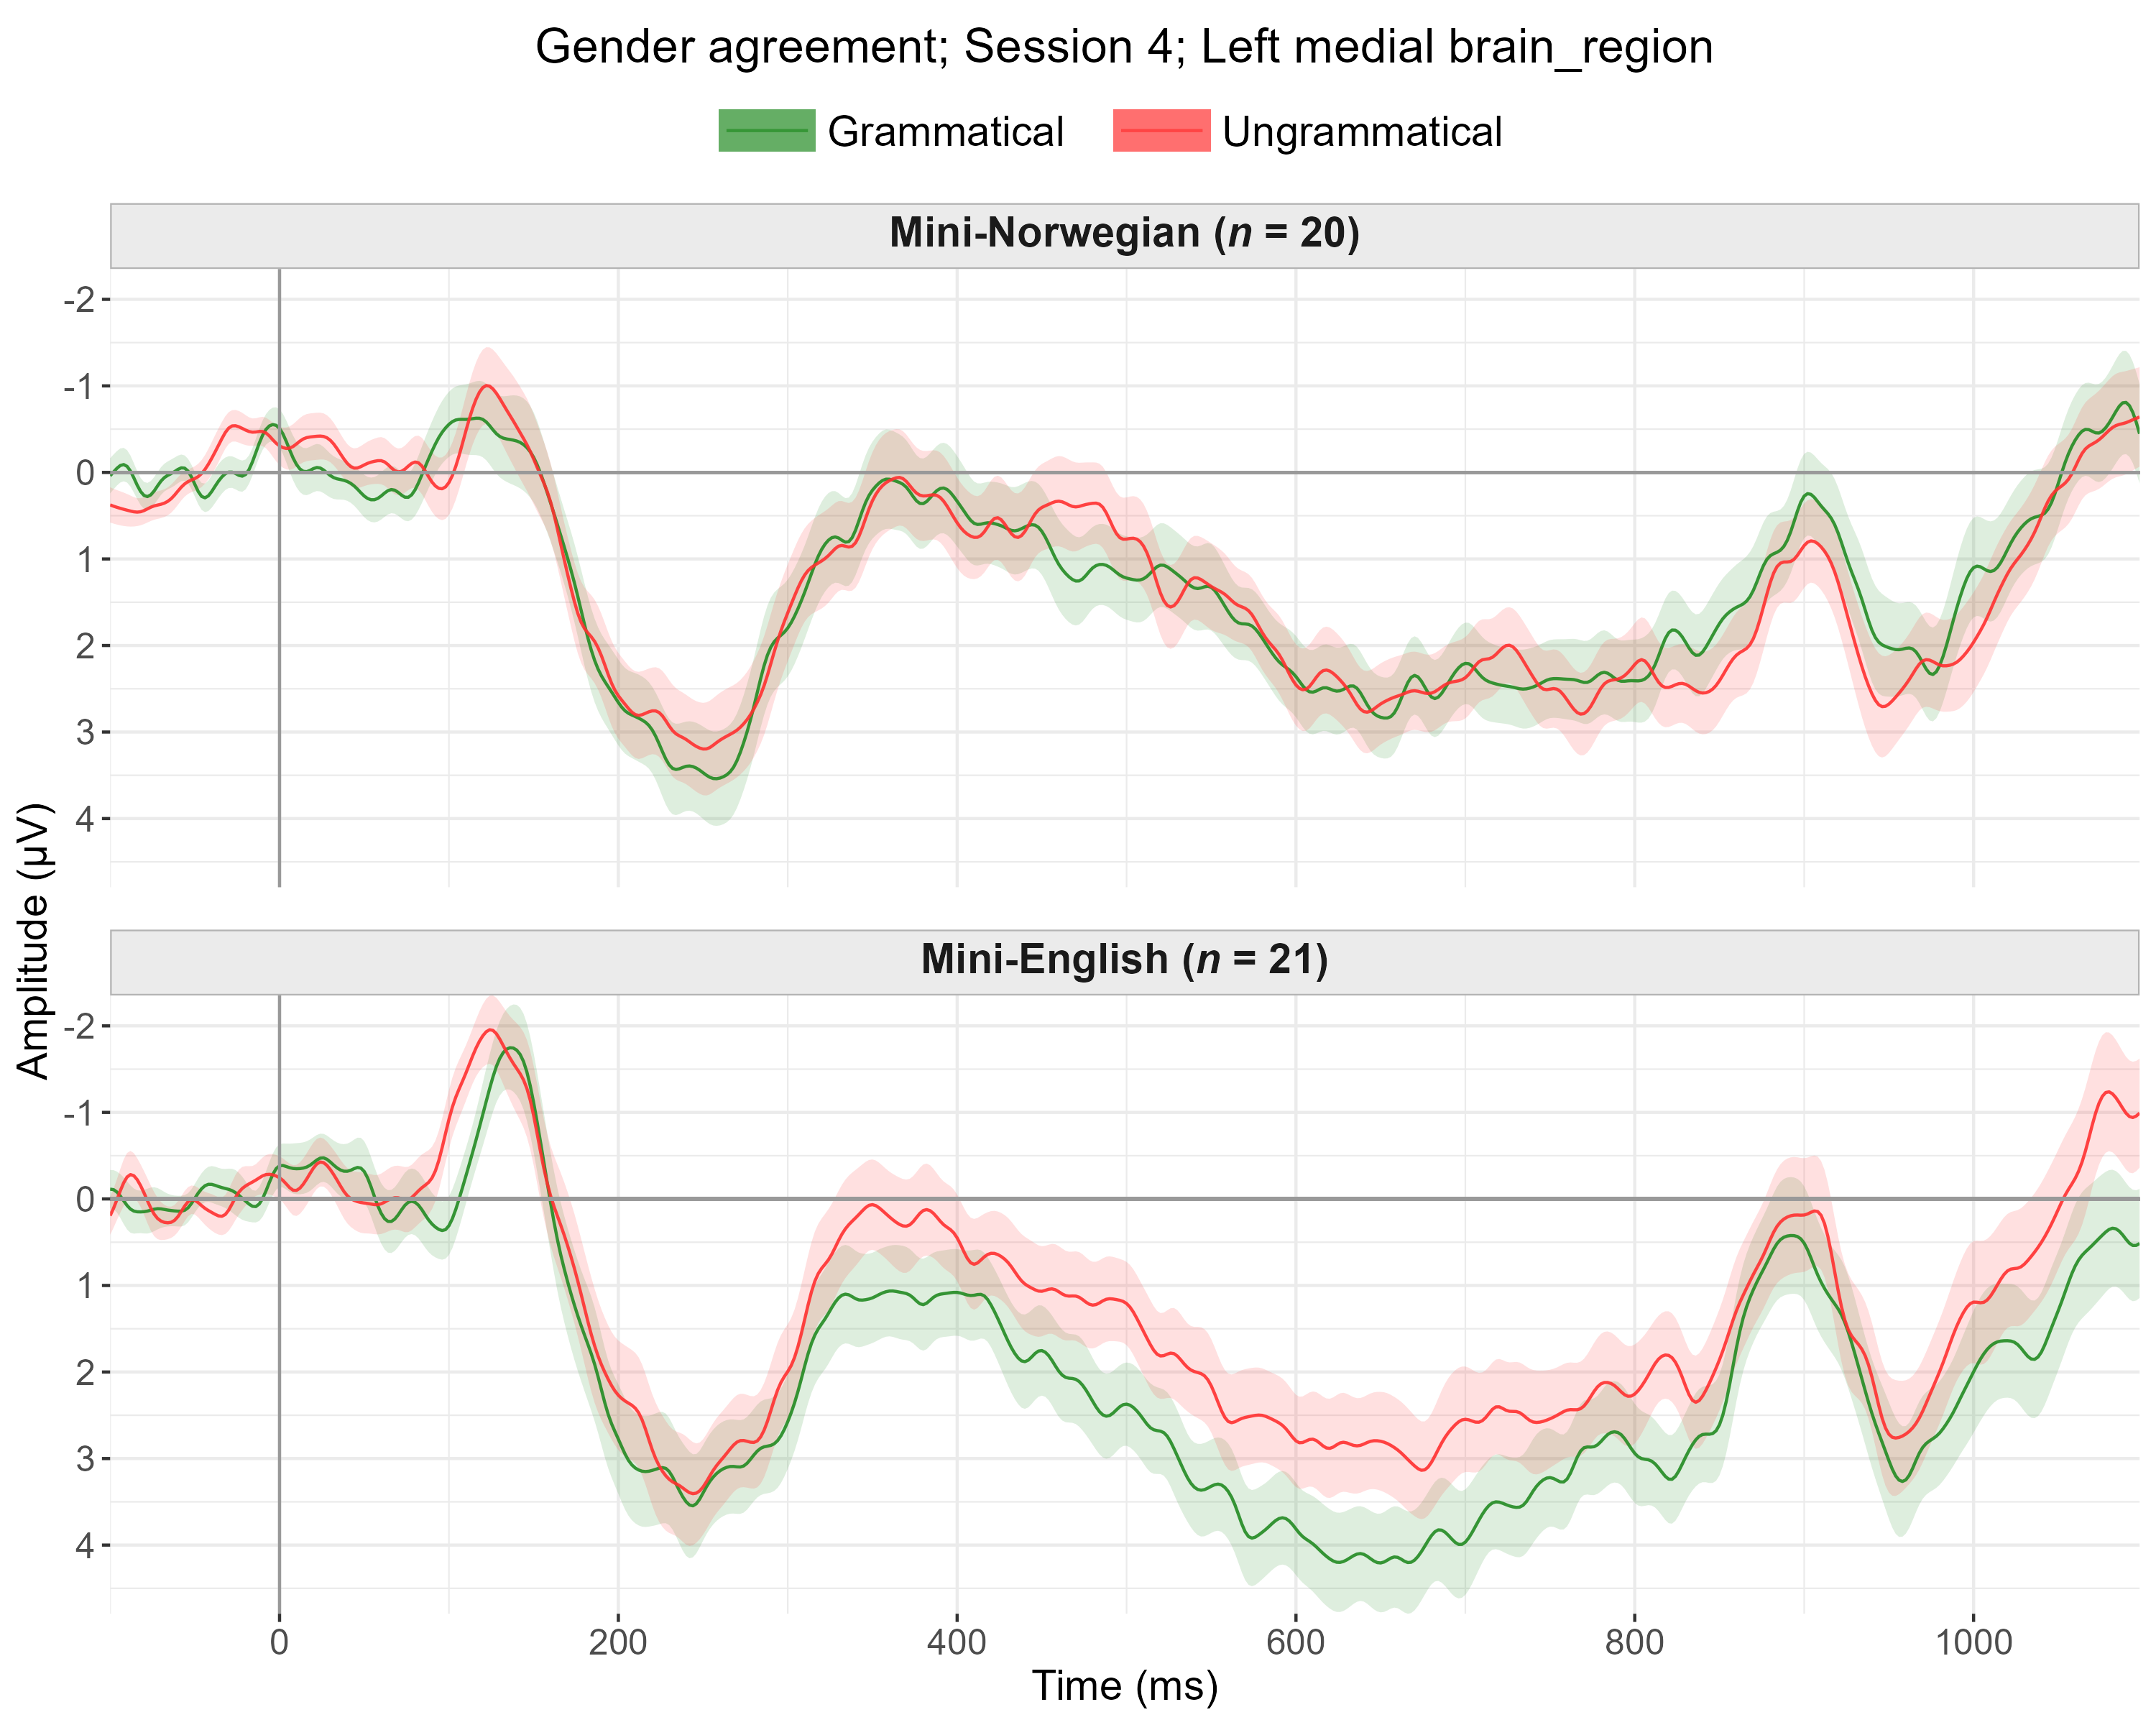 Gender agreement; Session 4; Left medial brain_region
Grammatical Ungrammatical
Mini-Norwegian (n = 20)
-2
-1
0
1
2
3
4
Amplitude (µV)
Mini-English (n = 21)
-2
-1
0
1
2
3
4
0 200 400 600 800 1000
Time (ms)